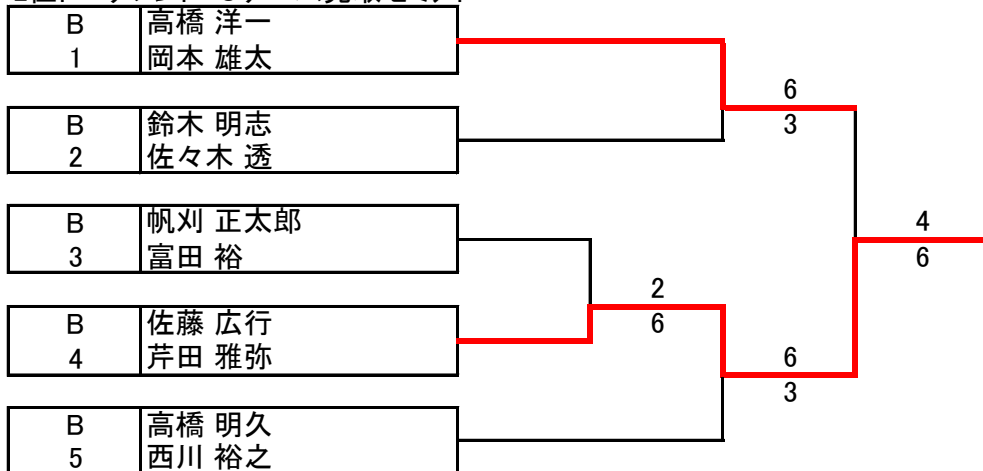 B 高橋 洋一
1 岡本 雄太
6
3
B 鈴木 明志
2 佐々木 透
B 帆刈 正太郎
3 富田 裕
4
6
2
6
B 佐藤 広行
4 芹田 雅弥
6
3
B 高橋 明久
5 西川 裕之